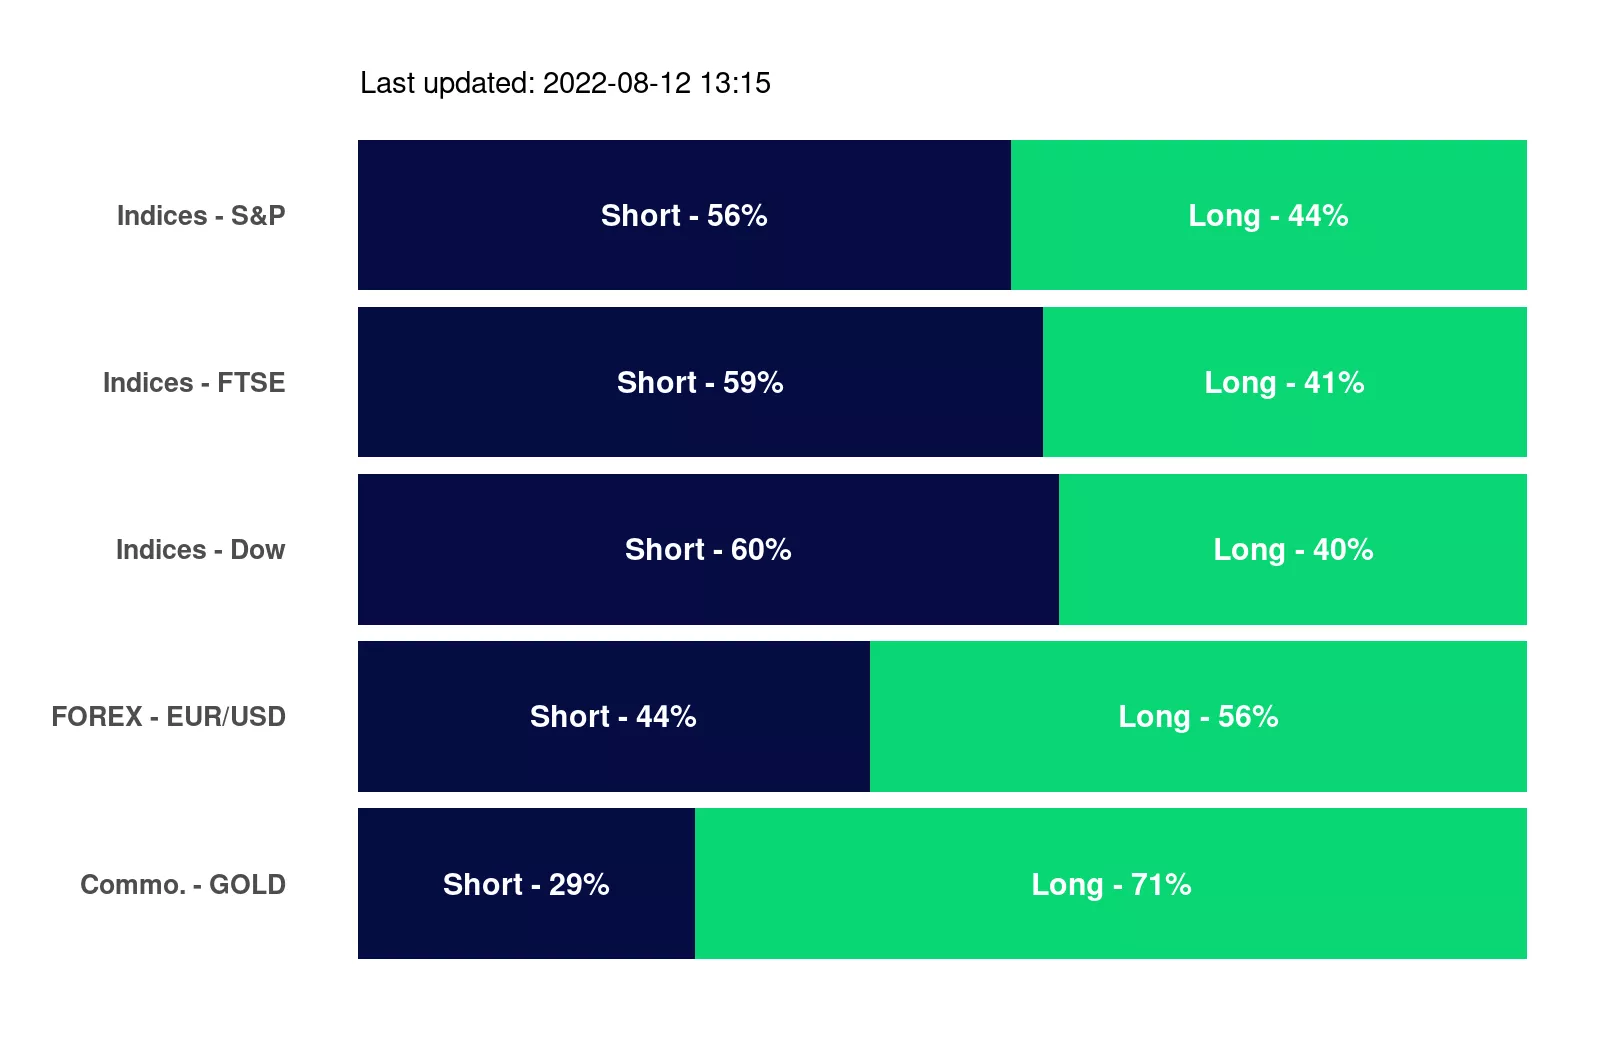 Last updated: 2022-08-12 13:15
Indices - S&P Short - 56% Long - 44%
Indices - FTSE Short - 59% Long - 41%
Indices - Dow Short - 60% Long - 40%
FOREX - EUR/USD Short - 44% Long - 56%
Commo. - GOLD Short - 29% Long - 71%